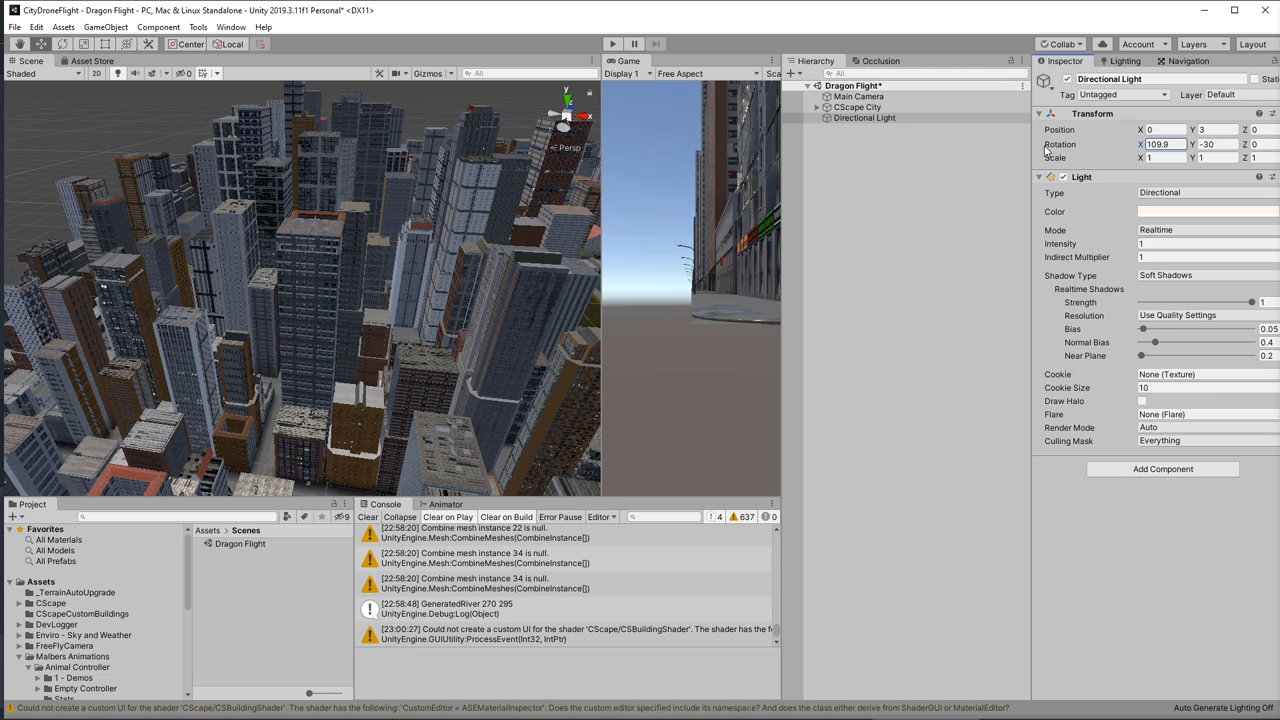 CityDroneFlight - Dragon Flight - PC, Mac & Linux Standalone - Unity 2019.3.11f1 Personal* <DX11>
File Edit Assets GameObject Component Tools Window Help
Center Local Collab Account Layers Layout
Scene Asset Store
Shaded 2D 0 Gizmos All
y
x
Persp
Game
Display 1 Free Aspect Sca
Hierarchy Occlusion
All
Dragon Flight*
Main Camera
CScape City
Directional Light
Inspector Lighting Navigation
Directional Light Stati
Tag Untagged Layer Default
Transform
Position X 0 Y 3 Z 0
Rotation X 109.9 Y -30 Z 0
Scale X 1 Y 1 Z 1
Light
Type Directional
Color
Mode Realtime
Intensity 1
Indirect Multiplier 1
Shadow Type Soft Shadows
Realtime Shadows
Strength 1
Resolution Use Quality Settings
Bias 0.05
Normal Bias 0.4
Near Plane 0.2
Cookie None (Texture)
Cookie Size 10
Draw Halo
Flare None (Flare)
Render Mode Auto
Culling Mask Everything
Add Component
Project
9
Favorites
All Materials
All Models
All Prefabs
Assets
_TerrainAutoUpgrade
CScape
CScapeCustomBuildings
DevLogger
Enviro - Sky and Weather
FreeFlyCamera
Malbers Animations
Animal Controller
1 - Demos
Empty Controller
Stats
Assets > Scenes
Dragon Flight
Console Animator
Clear Collapse Clear on Play Clear on Build Error Pause Editor 4 637 0
[22:58:20] Combine mesh instance 22 is null.
UnityEngine.Mesh:CombineMeshes(CombineInstance[])
[22:58:20] Combine mesh instance 34 is null.
UnityEngine.Mesh:CombineMeshes(CombineInstance[])
[22:58:20] Combine mesh instance 34 is null.
UnityEngine.Mesh:CombineMeshes(CombineInstance[])
[22:58:48] GeneratedRiver 270 295
UnityEngine.Debug:Log(Object)
[23:00:27] Could not create a custom UI for the shader 'CScape/CSBuildingShader'. The shader has the f
UnityEngine.GUIUtility:ProcessEvent(Int32, IntPtr)
Could not create a custom UI for the shader 'CScape/CSBuildingShader'. The shader has the following: 'CustomEditor = ASEMaterialInspector'. Does the custom editor specified include its namespace? And does the class either derive from ShaderGUI or MaterialEditor?
Auto Generate Lighting Off